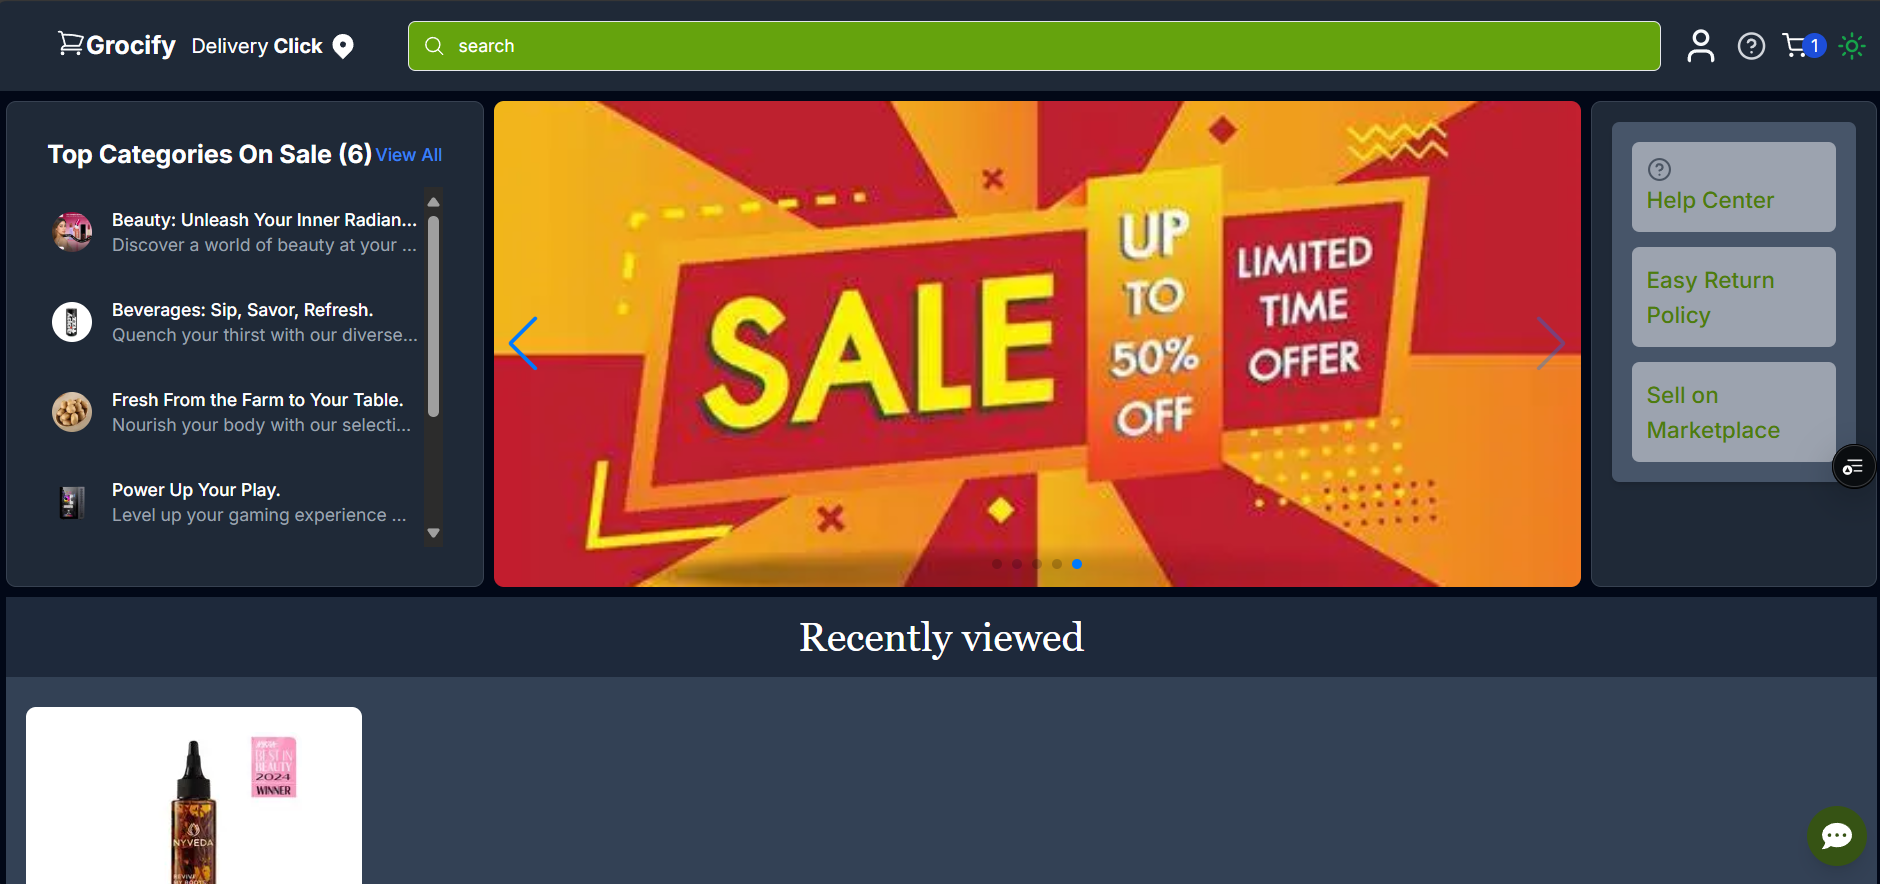 Grocify
Delivery Click
search
1
Top Categories On Sale (6)
View All
Beauty: Unleash Your Inner Radian...
Discover a world of beauty at your ...
Beverages: Sip, Savor, Refresh.
Quench your thirst with our diverse...
Fresh From the Farm to Your Table.
Nourish your body with our selecti...
Power Up Your Play.
Level up your gaming experience ...
SALE
UP
TO
50%
OFF
LIMITED
TIME
OFFER
Help Center
Easy Return
Policy
Sell on
Marketplace
Recently viewed
BEST IN
BEAUTY
2024
WINNER
NYVEDA